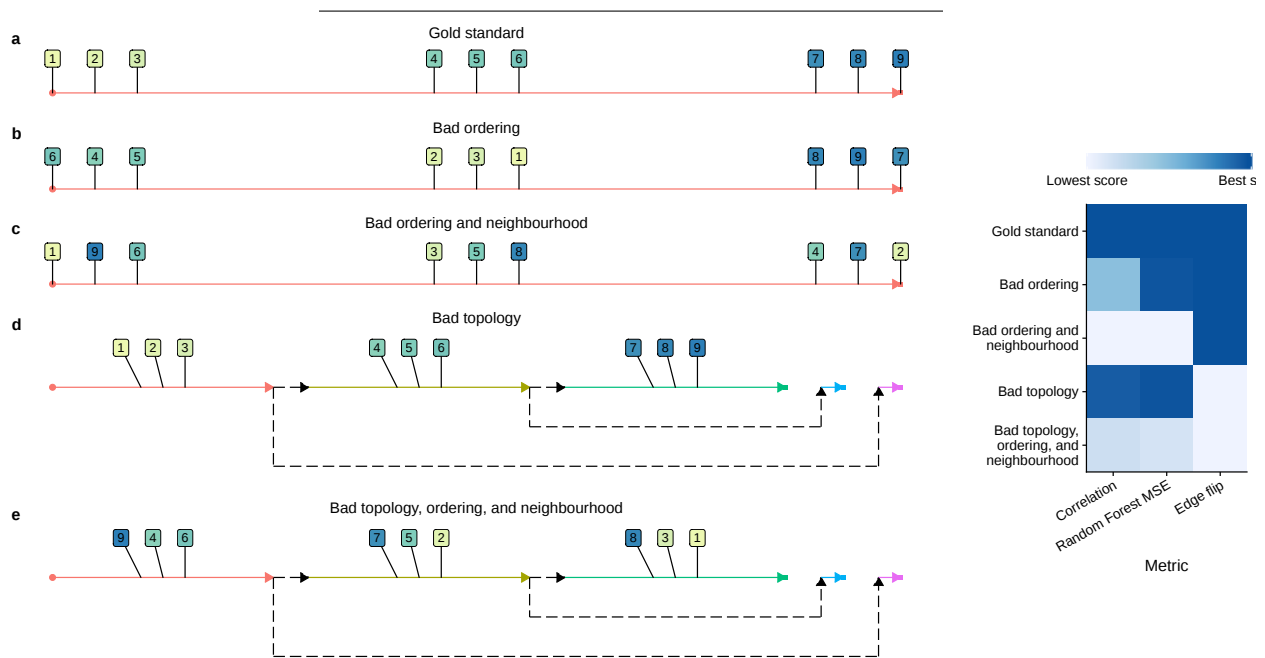 a
Gold standard
1 2 3 4 5 6 7 8 9
b
Bad ordering
6 4 5 2 3 1 8 9 7
c
Bad ordering and neighbourhood
1 9 6 3 5 8 4 7 2
d
Bad topology
1 2 3 4 5 6 7 8 9
e
Bad topology, ordering, and neighbourhood
9 4 6 7 5 2 8 3 1
Lowest score Best s
Gold standard
Bad ordering
Bad ordering and
neighbourhood
Bad topology
Bad topology,
ordering, and
neighbourhood
Correlation
Random Forest MSE
Edge flip
Metric